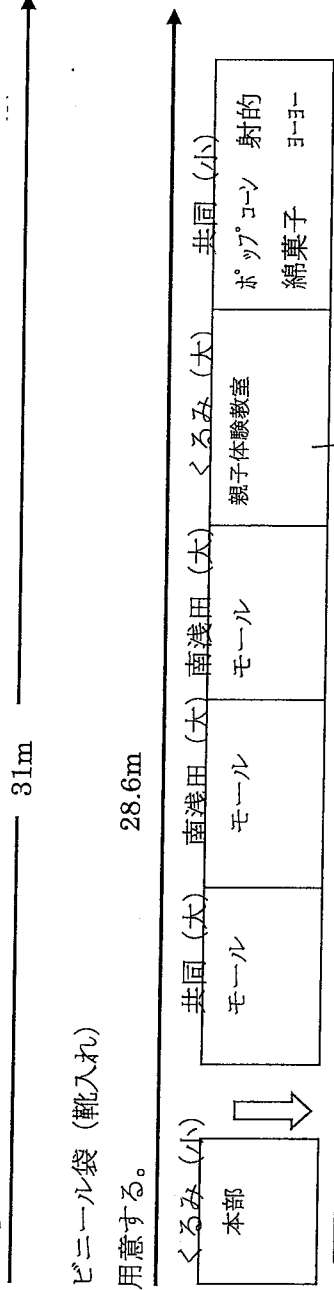 31m
ビニール袋（靴入れ）
用意する。
28.6m
くるみ（小） 共同（大） 南浅田（大） 南浅田（大） くるみ（大） 共同（小）
本部 モール モール モール 親子体験教室 ポップコーン 射的
綿菓子 ヨーヨー